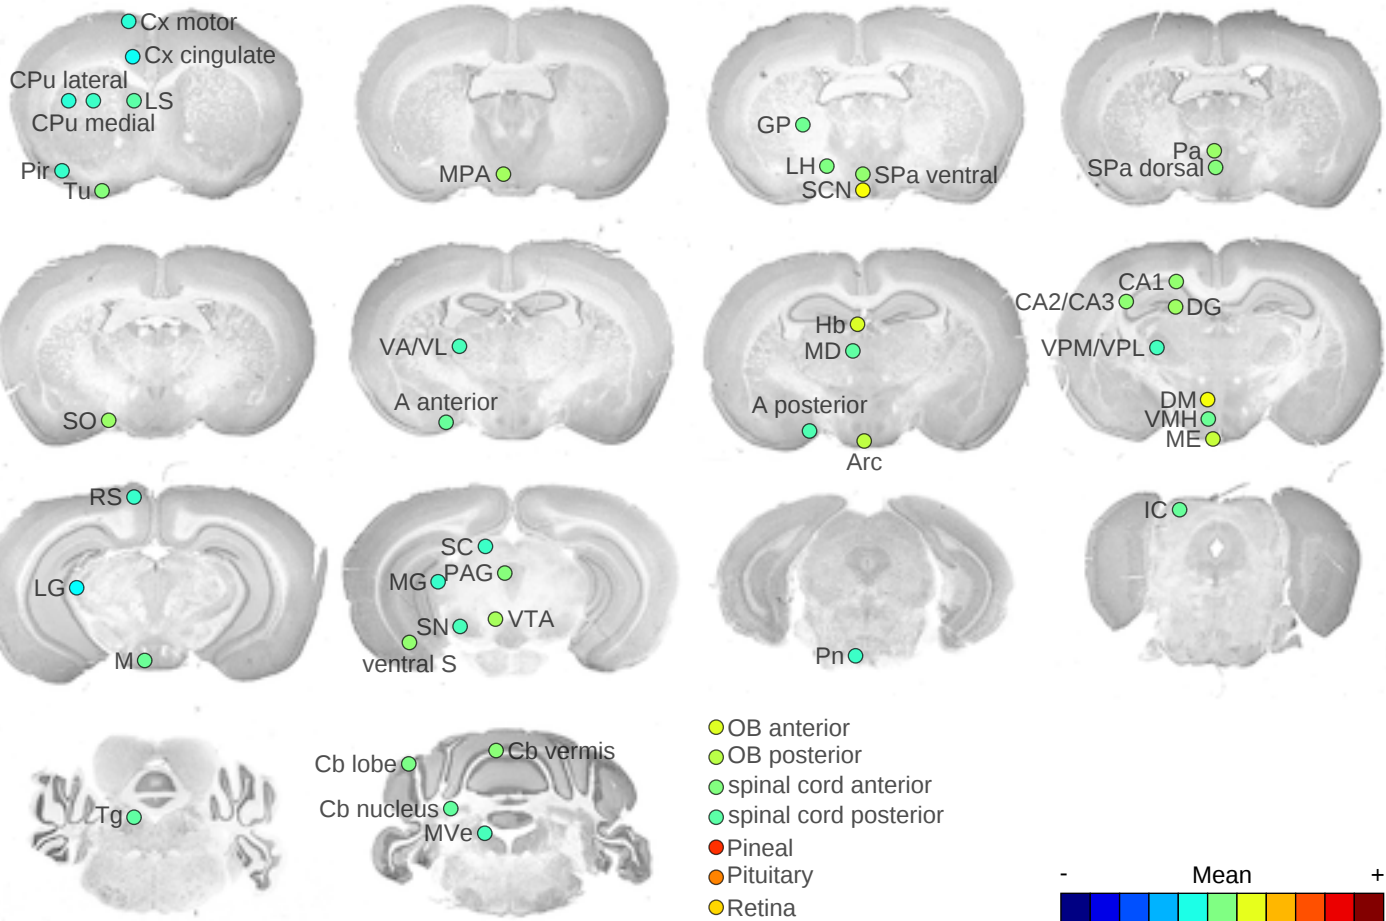 Cx motor
Cx cingulate
CPu lateral
LS
CPu medial
Pir
Tu
MPA
GP
LH
SPa ventral
SCN
Pa
SPa dorsal
SO
VA/VL
A anterior
Hb
MD
A posterior
Arc
CA1
CA2/CA3
DG
VPM/VPL
DM
VMH
ME
RS
LG
M
SC
MG
PAG
SN
VTA
ventral S
Pn
IC
Tg
Cb lobe
Cb vermis
Cb nucleus
MVe
OB anterior
OB posterior
spinal cord anterior
spinal cord posterior
Pineal
Pituitary
Retina
- Mean +